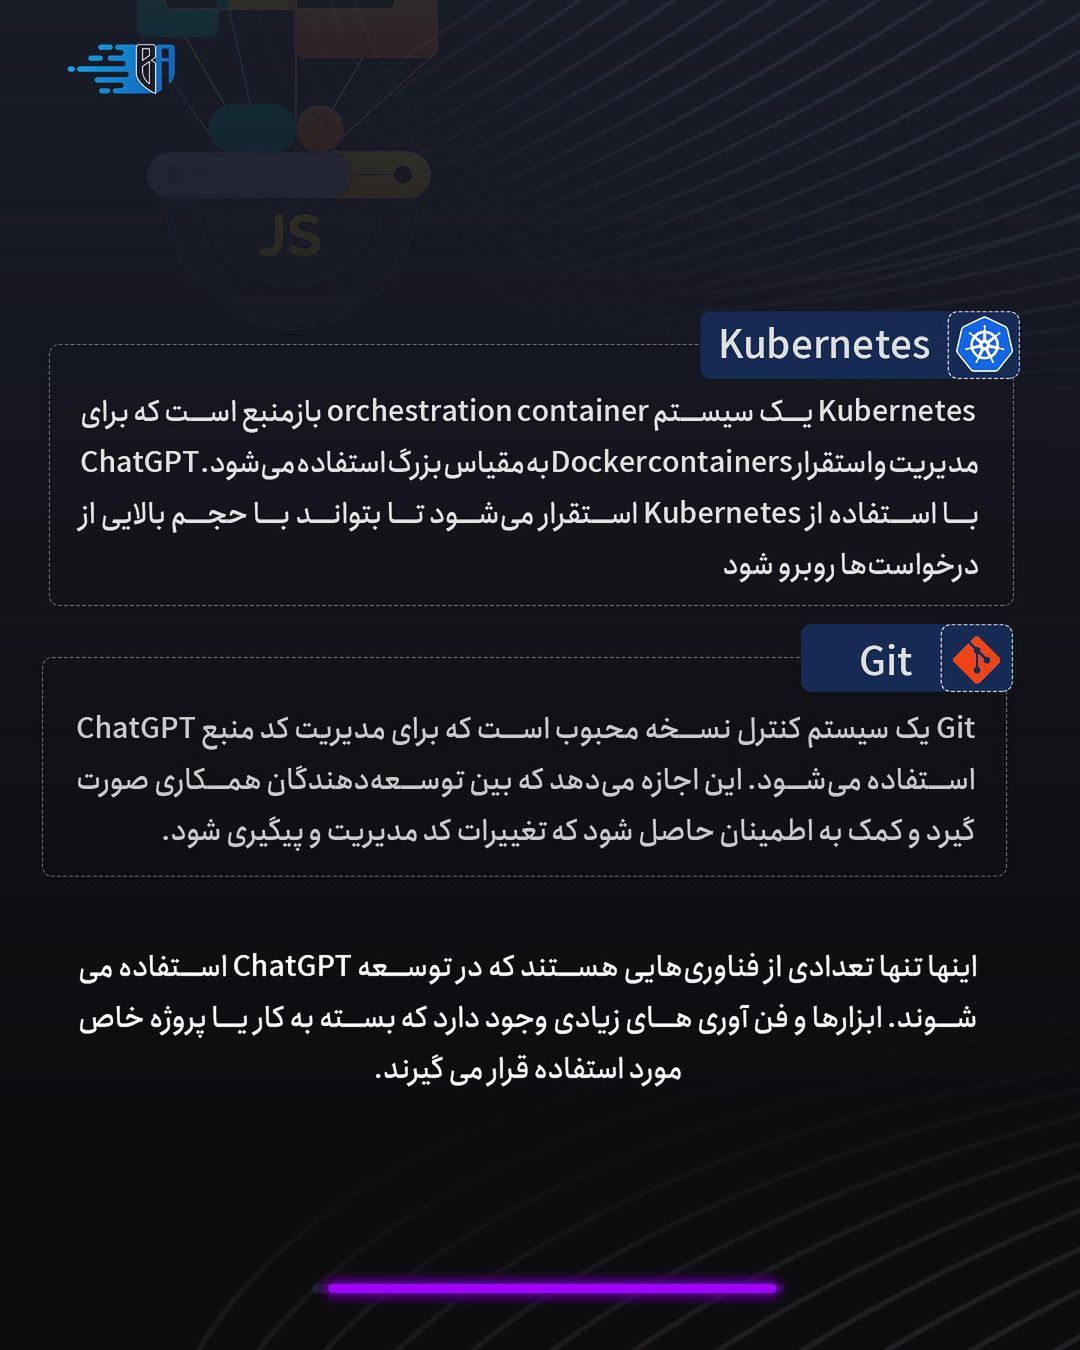 BA
JS
Kubernetes
Kubernetes یک سیستم orchestration container بازمنبع است که برای
مدیریت و استقرار Docker containers به مقیاس بزرگ استفاده می‌شود. ChatGPT
با استفاده از Kubernetes استقرار می‌شود تا بتواند با حجم بالایی از
درخواست‌ها روبرو شود
Git
Git یک سیستم کنترل نسخه محبوب است که برای مدیریت کد منبع ChatGPT
استفاده می‌شود. این اجازه می‌دهد که بین توسعه‌دهندگان همکاری صورت
گیرد و کمک به اطمینان حاصل شود که تغییرات کد مدیریت و پیگیری شود.
اینها تنها تعدادی از فناوری‌هایی هستند که در توسعه ChatGPT استفاده می
شوند. ابزارها و فن آوری های زیادی وجود دارد که بسته به کار یا پروژه خاص
مورد استفاده قرار می گیرند.